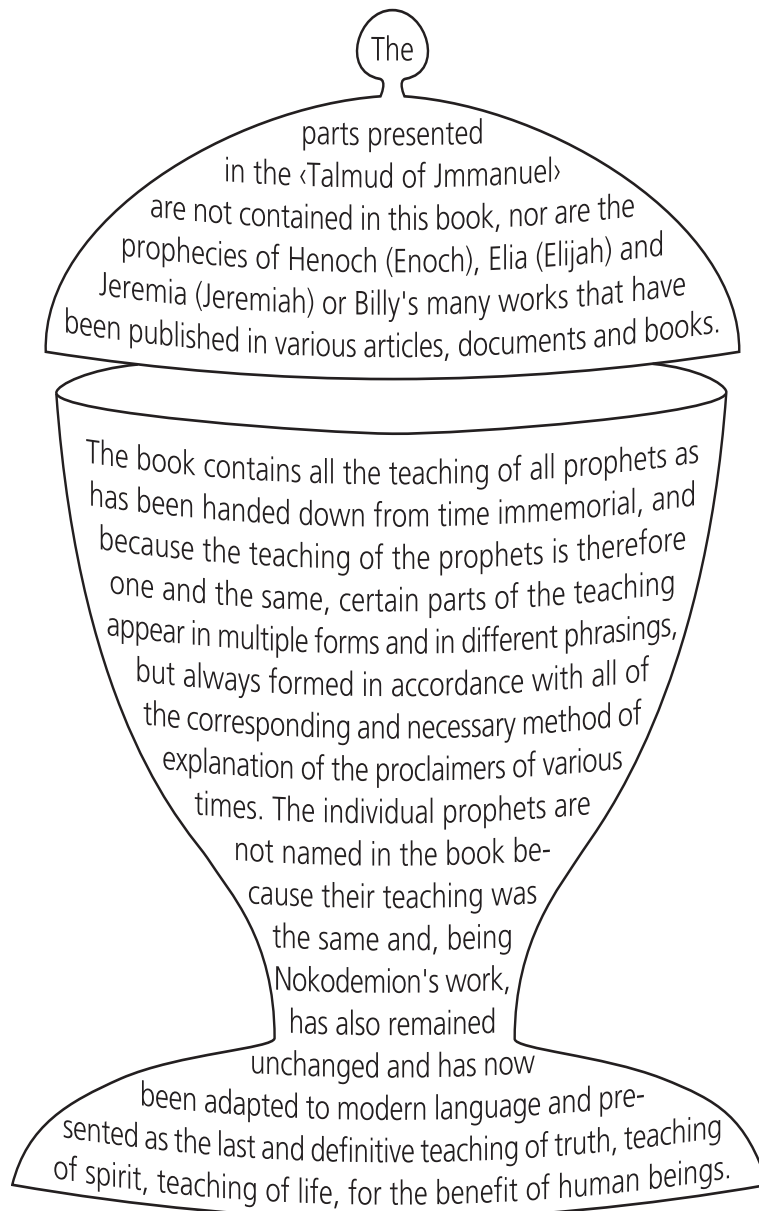 The
parts presented
in the ‹Talmud of Jmmanuel›
are not contained in this book, nor are the
prophecies of Henoch (Enoch), Elia (Elijah) and
Jeremia (Jeremiah) or Billy's many works that have
been published in various articles, documents and books.
The book contains all the teaching of all prophets as
has been handed down from time immemorial, and
because the teaching of the prophets is therefore
one and the same, certain parts of the teaching
appear in multiple forms and in different phrasings,
but always formed in accordance with all of
the corresponding and necessary method of
explanation of the proclaimers of various
times. The individual prophets are
not named in the book be-
cause their teaching was
the same and, being
Nokodemion's work,
has also remained
unchanged and has now
been adapted to modern language and pre-
sented as the last and definitive teaching of truth, teaching
of spirit, teaching of life, for the benefit of human beings.